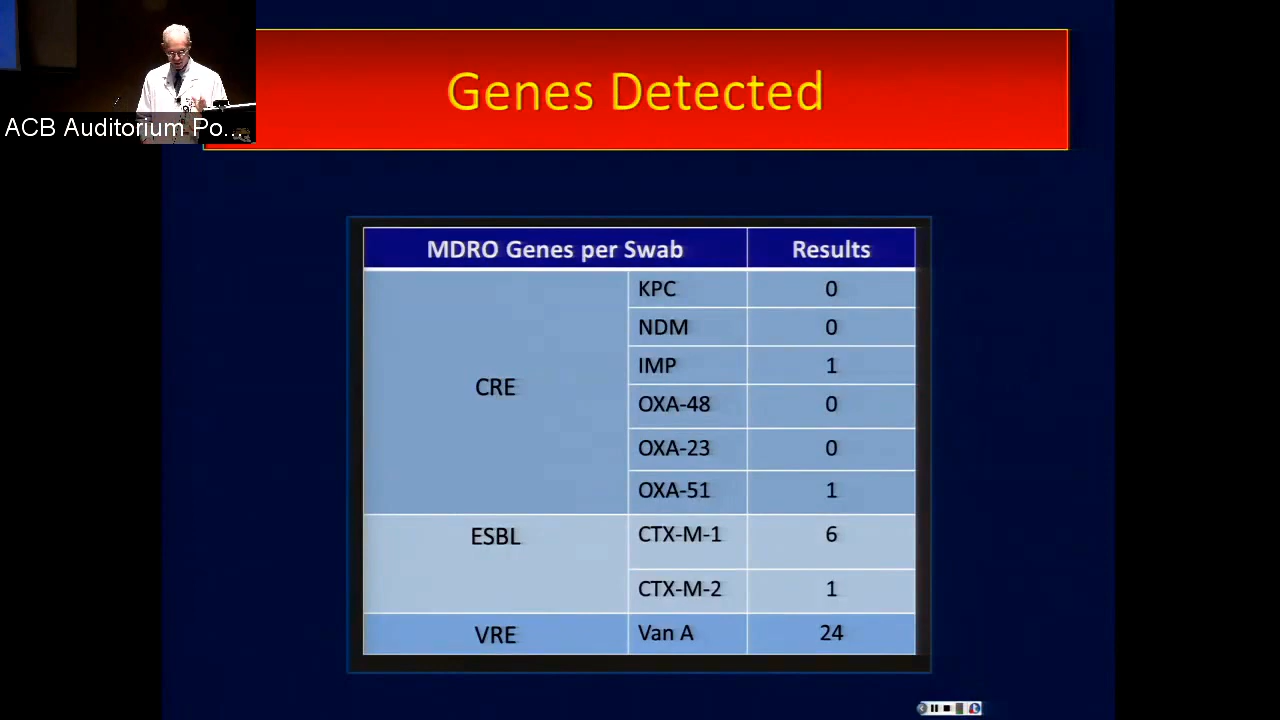 Genes Detected
ACB Auditorium Po...
MDRO Genes per Swab Results
CRE
KPC 0
NDM 0
IMP 1
OXA-48 0
OXA-23 0
OXA-51 1
ESBL
CTX-M-1 6
CTX-M-2 1
VRE Van A 24